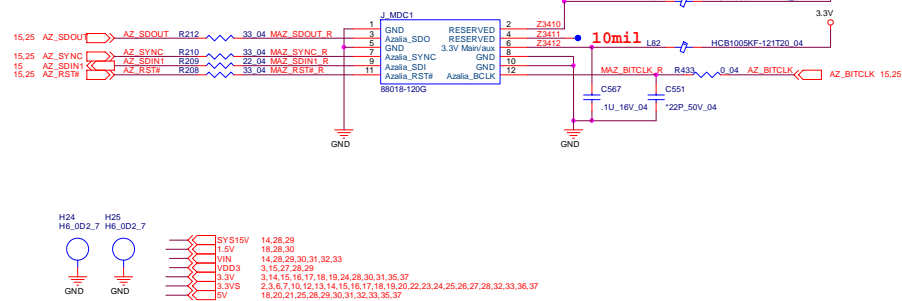 3.3V
J_MDC1
1 GND RESERVED 2 Z3410
15,25 AZ_SDOUT AZ_SDOUT R212 33_04 MAZ_SDOUT_R 3 Azalia_SDO RESERVED 4 Z3411 10mil
5 GND 3.3V Main/aux 6 Z3412 L82 HCB1005KF-121T20_04
15,25 AZ_SYNC AZ_SYNC R210 33_04 MAZ_SYNC_R 7 Azalia_SYNC GND 8
15 AZ_SDIN1 AZ_SDIN1 R209 22_04 MAZ_SDIN1_R 9 Azalia_SDI GND 10
15,25 AZ_RST# AZ_RST# R208 33_04 MAZ_RST#_R 11 Azalia_RST# Azalia_BCLK 12 MAZ_BITCLK_R R433 0_04 AZ_BITCLK AZ_BITCLK 15,25
88018-120G
C567 C551
.1U_16V_04 *22P_50V_04
GND GND
H24 H25
H6_0D2_7 H6_0D2_7
GND GND
SYS15V 14,28,29
1.5V 18,28,30
VIN 14,28,29,30,31,32,33
VDD3 3,15,27,28,29
3.3V 3,14,15,16,17,18,19,24,28,30,31,35,37
3.3VS 2,3,6,7,10,12,13,14,15,16,17,18,19,20,22,23,24,25,26,27,28,32,33,36,37
5V 18,20,21,25,28,29,30,31,32,33,35,37